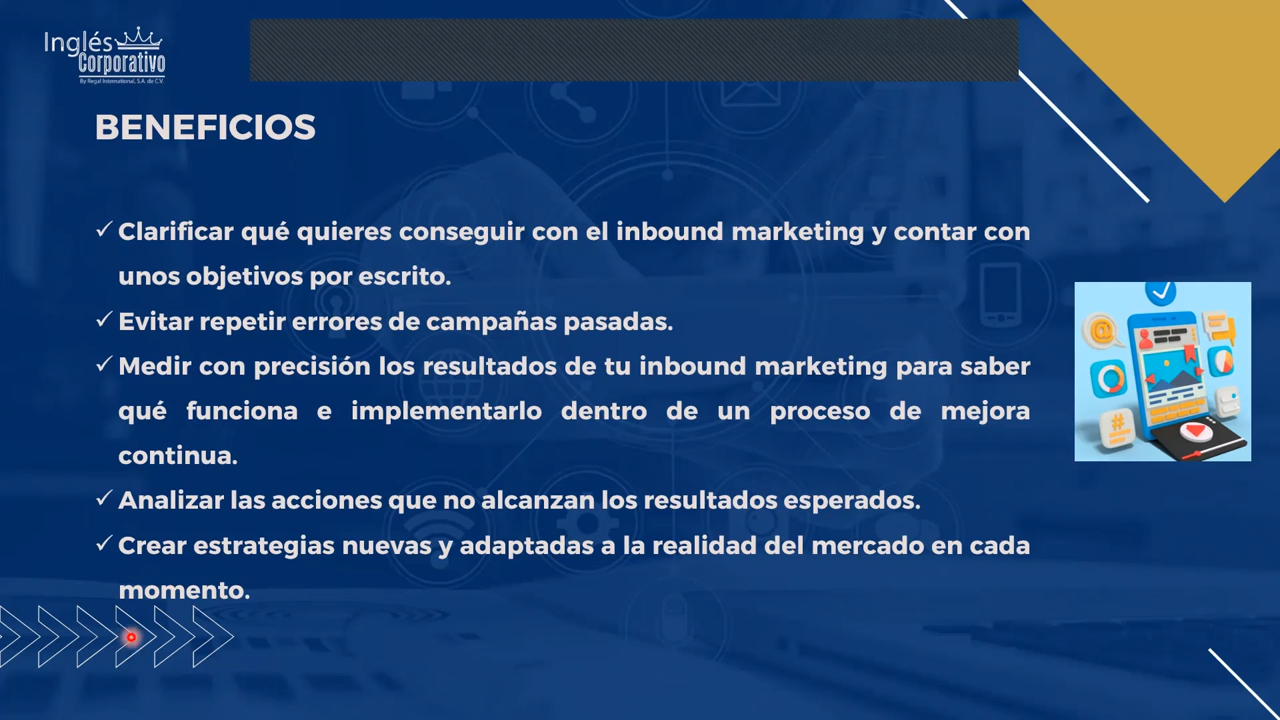 Inglés
Corporativo
By Regal International, S.A. de C.V.
BENEFICIOS
✓ Clarificar qué quieres conseguir con el inbound marketing y contar con
unos objetivos por escrito.
✓ Evitar repetir errores de campañas pasadas.
✓ Medir con precisión los resultados de tu inbound marketing para saber
qué funciona e implementarlo dentro de un proceso de mejora
continua.
✓ Analizar las acciones que no alcanzan los resultados esperados.
✓ Crear estrategias nuevas y adaptadas a la realidad del mercado en cada
momento.
@
#